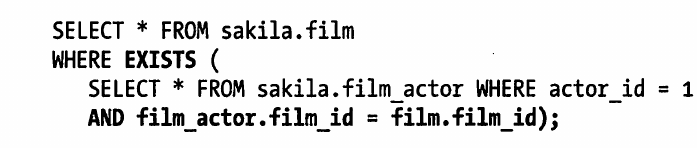 SELECT * FROM sakila.film
WHERE EXISTS (
SELECT * FROM sakila.film_actor WHERE actor_id = 1
AND film_actor.film_id = film.film_id);